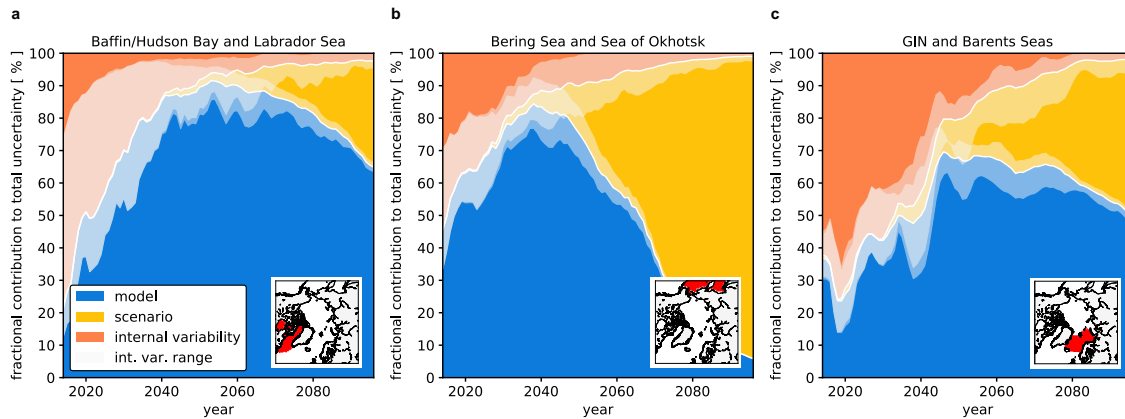 a
Baffin/Hudson Bay and Labrador Sea
fractional contribution to total uncertainty [ % ]
100
90
80
70
60
50
40
30
20
10
0
model
scenario
internal variability
int. var. range
2020
2040
2060
2080
year
b
Bering Sea and Sea of Okhotsk
fractional contribution to total uncertainty [ % ]
100
90
80
70
60
50
40
30
20
10
0
2020
2040
2060
2080
year
c
GIN and Barents Seas
fractional contribution to total uncertainty [ % ]
100
90
80
70
60
50
40
30
20
10
0
2020
2040
2060
2080
year